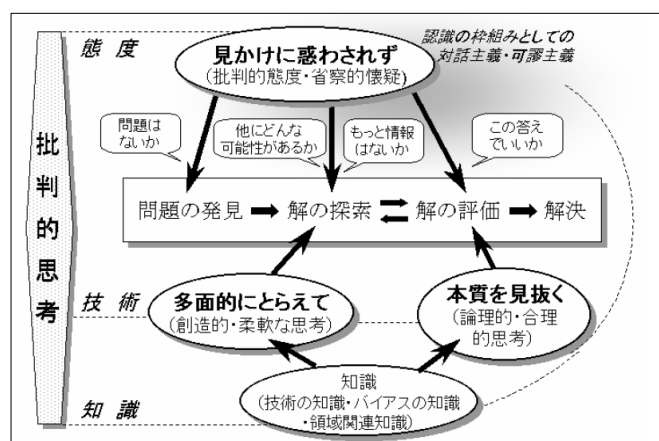 態度
見かけに惑わされず
(批判的態度・省察的懐疑)
認識の枠組みとしての
対話主義・可謬主義
問題は
ないか
他にどんな
可能性があるか
もっと情報
はないか
この答え
でいいか
批判的思考
問題の発見
解の探索
解の評価
解決
技術
多面的にとらえて
(創造的・柔軟な思考)
本質を見抜く
(論理的・合理
的思考)
知識
知識
(技術の知識・バイアスの知識
・領域関連知識)